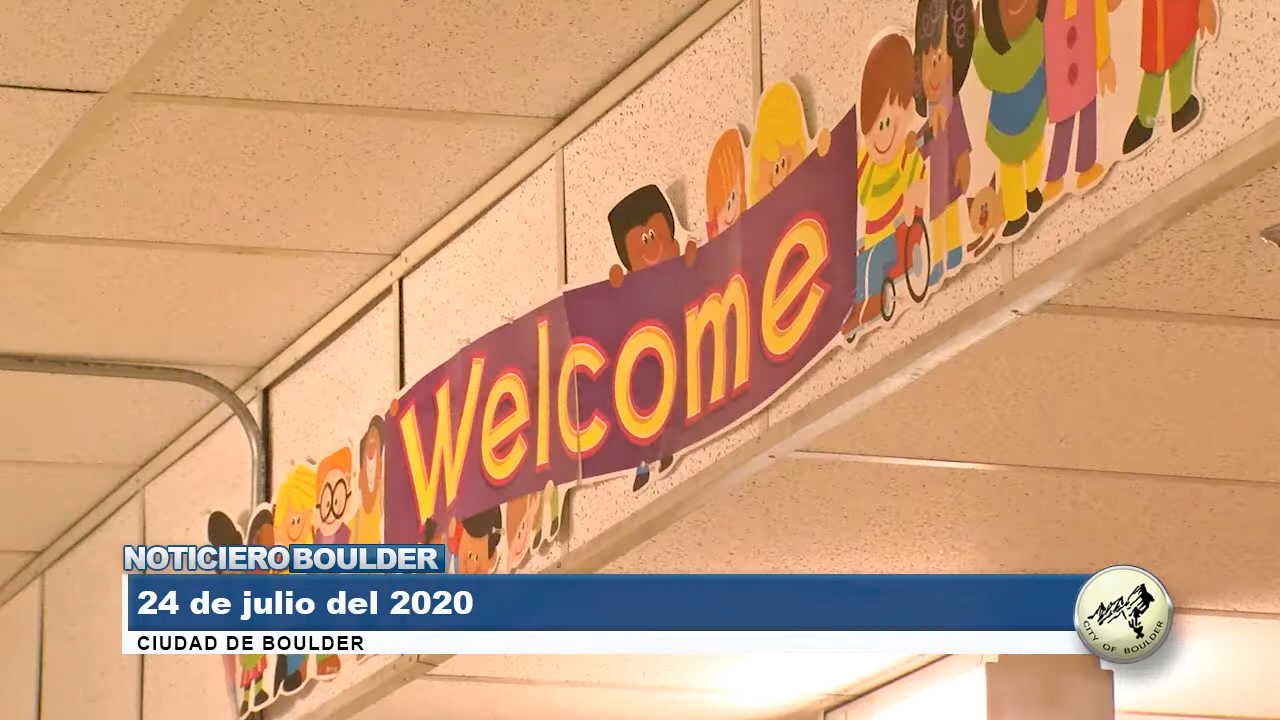 Welcome
NOTICIERO BOULDER
24 de julio del 2020
CIUDAD DE BOULDER
CITY OF BOULDER